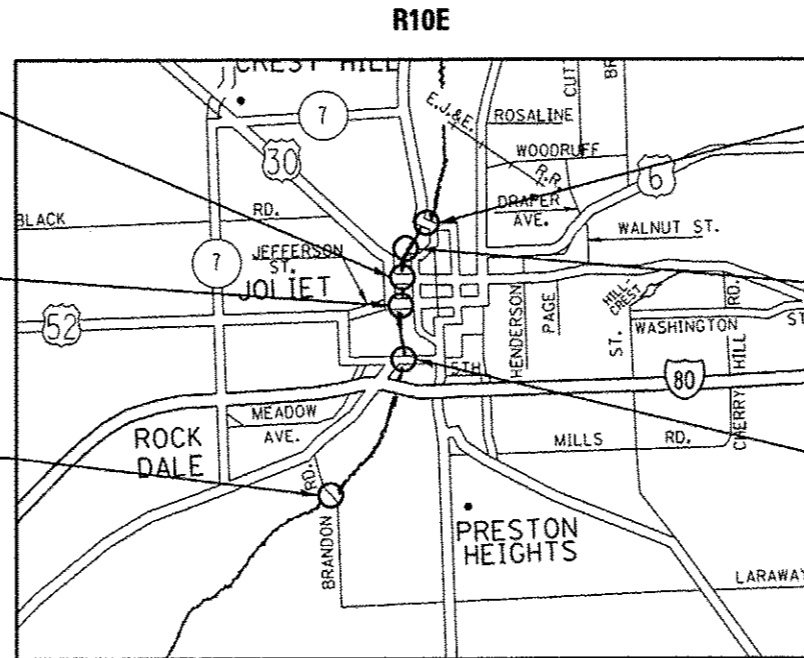 R10E
CREST HILL
7
E.J.&E.
R.R.
CUT
BR
ROSALINE
WOODRUFF
30
6
DRAPER
AVE.
BLACK
RD.
WALNUT ST.
7
JEFFERSON
ST.
JOLIET
HILL-
CREST
RD.
52
HENDERSON
PAGE
ST.
WASHINGTON
ST
5TH
80
CHERRY HILL
MEADOW
AVE.
ROCK
DALE
MILLS
RD.
RD.
BRANDON
PRESTON
HEIGHTS
LARAWAY